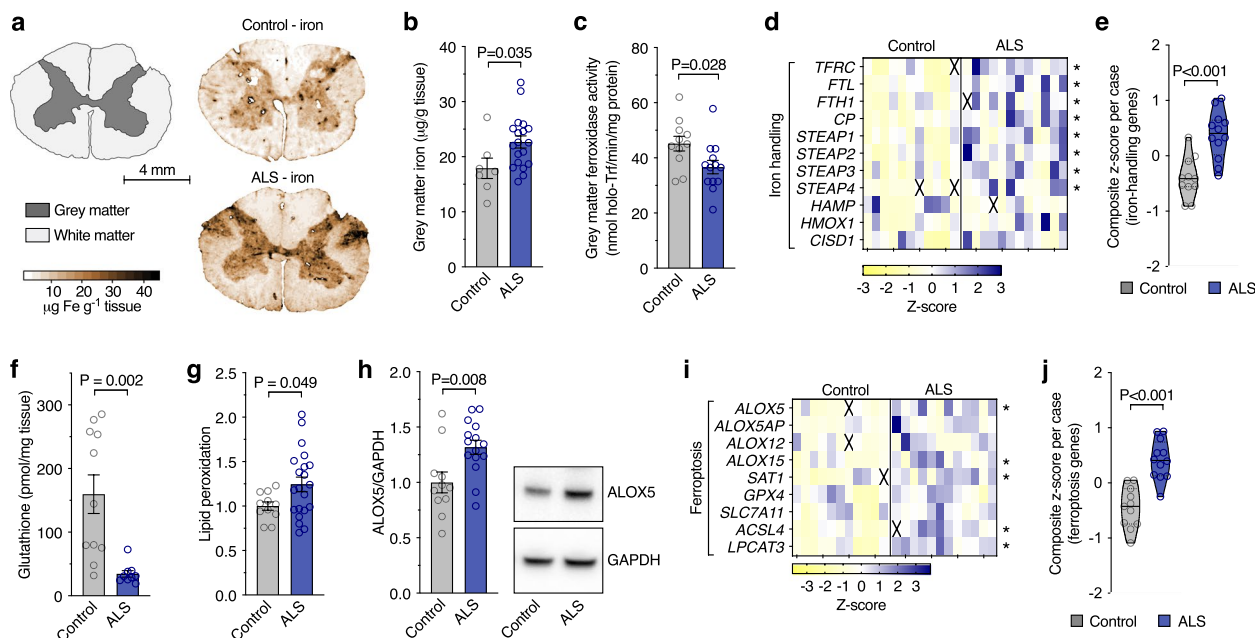 a
Control - iron
4 mm
ALS - iron
Grey matter
White matter
10 20 30 40
μg Fe g-1 tissue
b
Grey matter iron (μg/g tissue)
P=0.035
40
30
20
10
0
Control
ALS
c
Grey matter ferroxidase activity
(nmol holo-Trf/min/mg protein)
P=0.028
80
60
40
20
0
Control
ALS
d
Control ALS
Iron handling
TFRC *
FTL *
FTH1 *
CP *
STEAP1 *
STEAP2 *
STEAP3 *
STEAP4 *
HAMP
HMOX1
CISD1
-3 -2 -1 0 1 2 3
Z-score
e
Composite z-score per case
(iron-handling genes)
P<0.001
2
1
0
-1
-2
Control ALS
f
Glutathione (pmol/mg tissue)
P = 0.002
300
200
100
0
Control
ALS
g
Lipid peroxidation
P = 0.049
2.5
2.0
1.5
1.0
0.5
0
Control
ALS
h
ALOX5/GAPDH
P=0.008
2.0
1.5
1.0
0.5
0.0
Control
ALS
ALOX5
GAPDH
Control
ALS
i
Control ALS
Ferroptosis
ALOX5 *
ALOX5AP
ALOX12
ALOX15 *
SAT1 *
GPX4
SLC7A11
ACSL4 *
LPCAT3 *
-3 -2 -1 0 1 2 3
Z-score
j
Composite z-score per case
(ferroptosis genes)
P<0.001
2
1
0
-1
-2
Control ALS